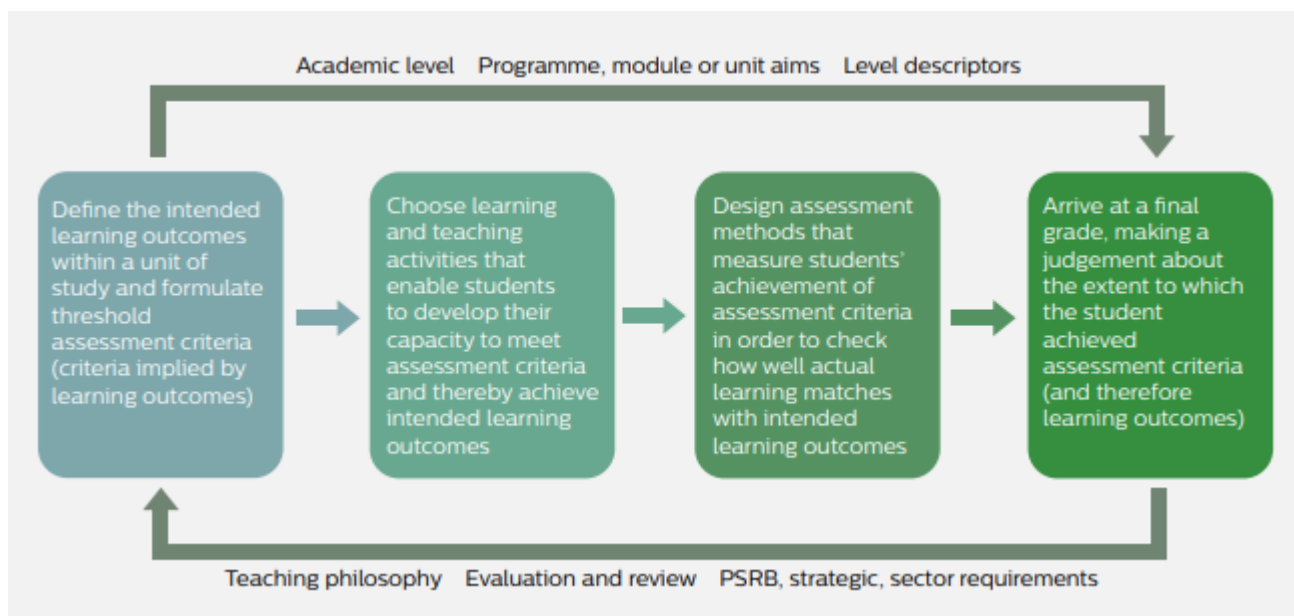 Academic level Programme, module or unit aims Level descriptors
Define the intended
learning outcomes
within a unit of
study and formulate
threshold
assessment criteria
(criteria implied by
learning outcomes)
Choose learning
and teaching
activities that
enable students
to develop their
capacity to meet
assessment criteria
and thereby achieve
intended learning
outcomes
Design assessment
methods that
measure students’
achievement of
assessment criteria
in order to check
how well actual
learning matches
with intended
learning outcomes
Arrive at a final
grade, making a
judgement about
the extent to which
the student
achieved
assessment criteria
(and therefore
learning outcomes)
Teaching philosophy Evaluation and review PSRB, strategic, sector requirements